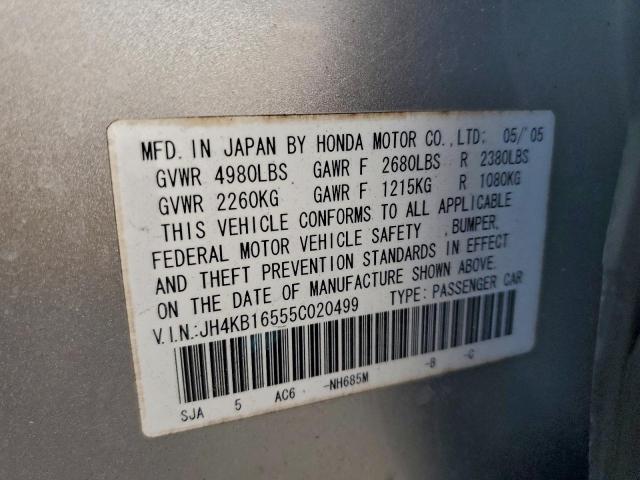 MFD. IN JAPAN BY HONDA MOTOR CO.,LTD. 05/'05
GVWR 4980LBS GAWR F 2680LBS R 2380LBS
GVWR 2260KG GAWR F 1215KG R 1080KG
THIS VEHICLE CONFORMS TO ALL APPLICABLE
FEDERAL MOTOR VEHICLE SAFETY ,BUMPER,
AND THEFT PREVENTION STANDARDS IN EFFECT
ON THE DATE OF MANUFACTURE SHOWN ABOVE.
V.I.N.:JH4KB16555C020499 TYPE: PASSENGER CAR
SJA 5 AC6 -NH685M -B -C